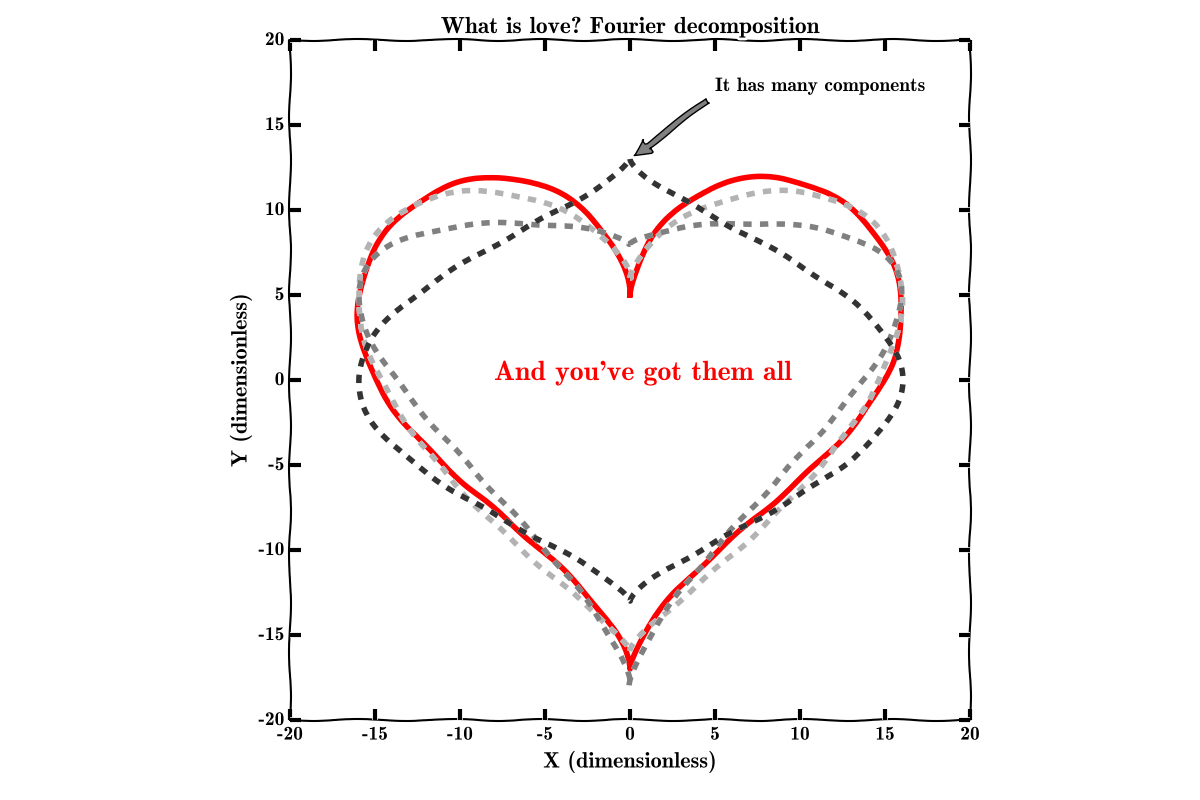 What is love? Fourier decomposition
It has many components
And you've got them all
Y (dimensionless)
20
15
10
5
0
-5
-10
-15
-20
-20 -15 -10 -5 0 5 10 15 20
X (dimensionless)